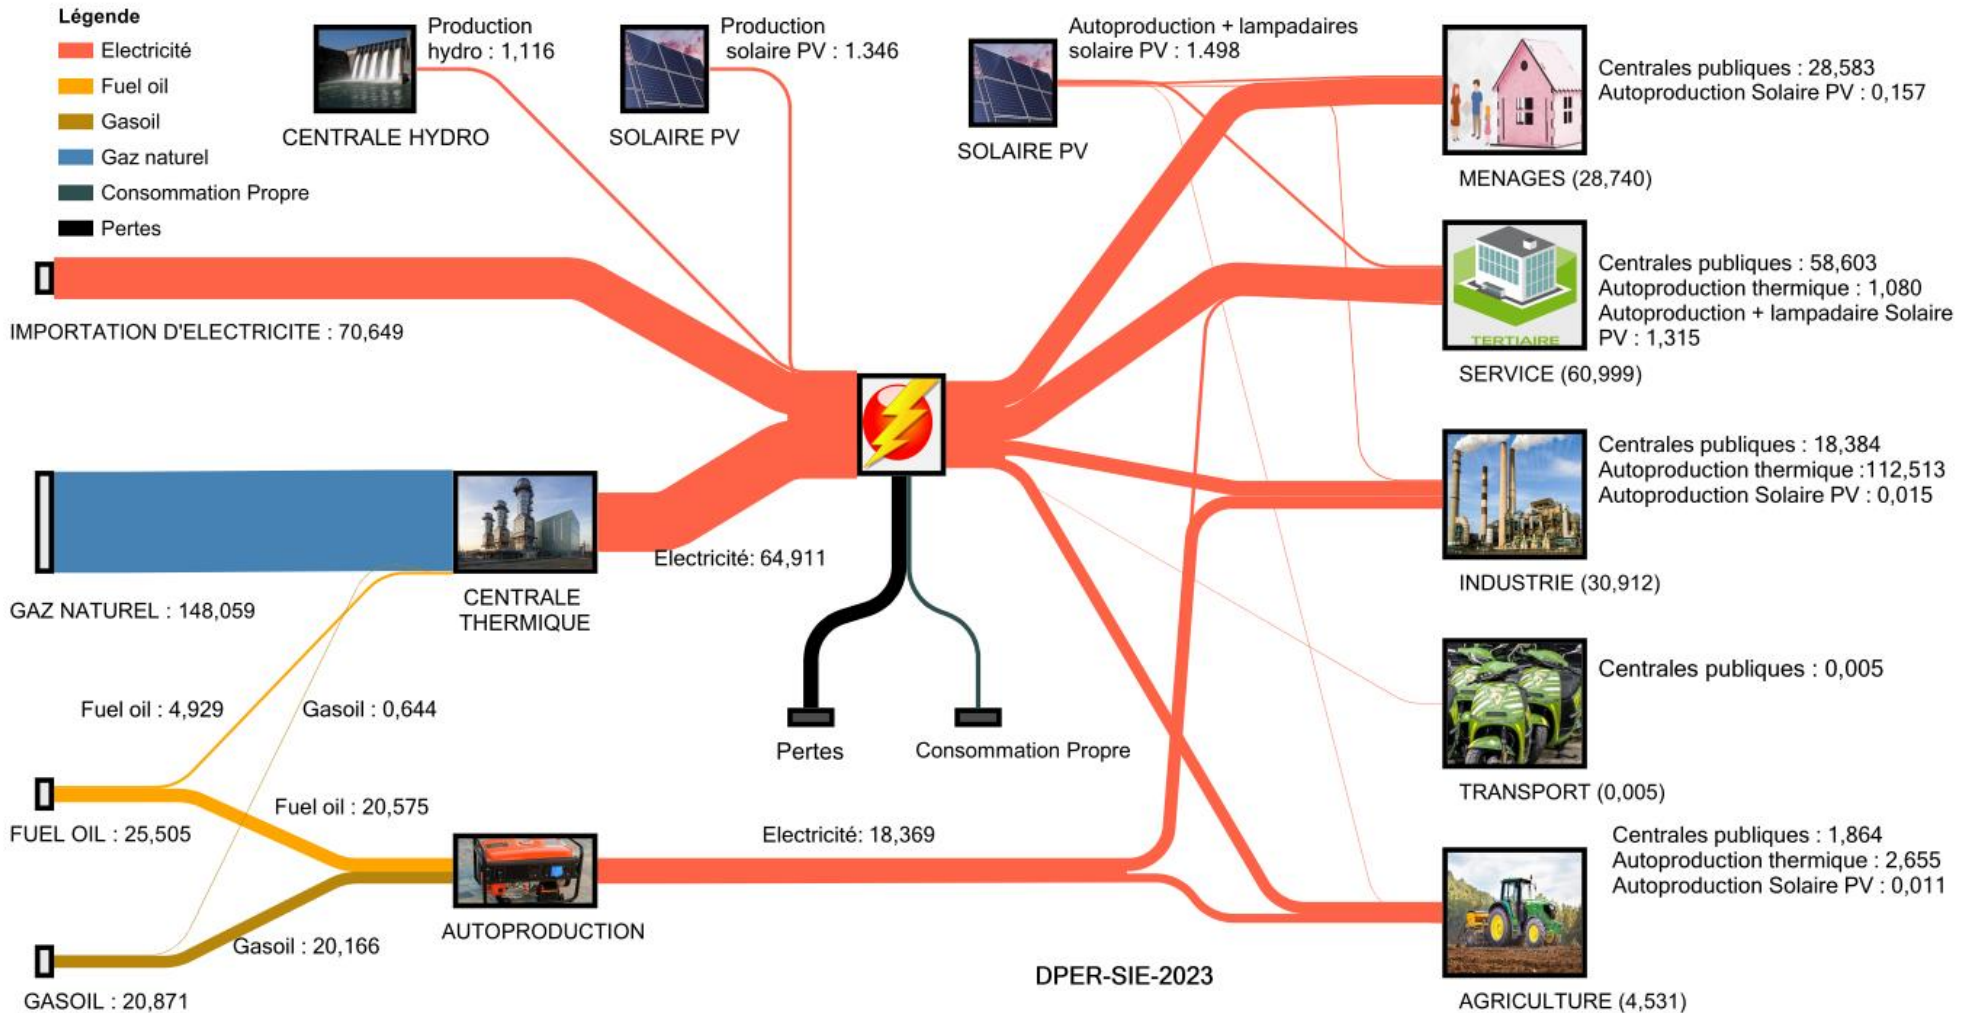 Légende
Electricité
Fuel oil
Gasoil
Gaz naturel
Consommation Propre
Pertes
Production
hydro : 1,116
CENTRALE HYDRO
Production
solaire PV : 1.346
SOLAIRE PV
Autoproduction + lampadaires
solaire PV : 1.498
SOLAIRE PV
Centrales publiques : 28,583
Autoproduction Solaire PV : 0,157
MENAGES (28,740)
IMPORTATION D'ELECTRICITE : 70,649
TERTIAIRE
Centrales publiques : 58,603
Autoproduction thermique : 1,080
Autoproduction + lampadaire Solaire
PV : 1,315
SERVICE (60,999)
GAZ NATUREL : 148,059
CENTRALE
THERMIQUE
Electricité: 64,911
Centrales publiques : 18,384
Autoproduction thermique :112,513
Autoproduction Solaire PV : 0,015
INDUSTRIE (30,912)
Fuel oil : 4,929
Gasoil : 0,644
Pertes
Consommation Propre
Centrales publiques : 0,005
TRANSPORT (0,005)
FUEL OIL : 25,505
Fuel oil : 20,575
Gasoil : 20,166
GASOIL : 20,871
AUTOPRODUCTION
Electricité: 18,369
Centrales publiques : 1,864
Autoproduction thermique : 2,655
Autoproduction Solaire PV : 0,011
AGRICULTURE (4,531)
DPER-SIE-2023